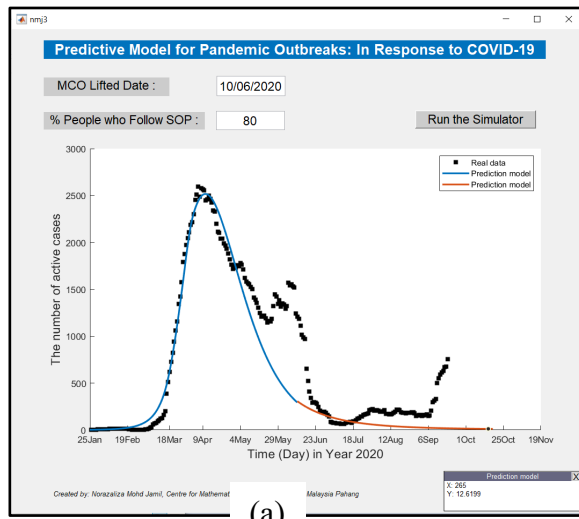 nmj3
Predictive Model for Pandemic Outbreaks: In Response to COVID-19
MCO Lifted Date :
10/06/2020
% People who Follow SOP :
80
Run the Simulator
3000
2500
2000
1500
1000
500
0
The number of active cases
Real data
Prediction model
Prediction model
25Jan 19Feb 18Mar 9Apr 4May 29May 23Jun 18Jul 12Aug 6Sep 1Oct 25Oct 19Nov
Time (Day) in Year 2020
Created by: Norazaliza Mohd Jamil, Centre for Mathemat Malaysia Pahang
Prediction model X
X: 265
Y: 12.6199
(a)